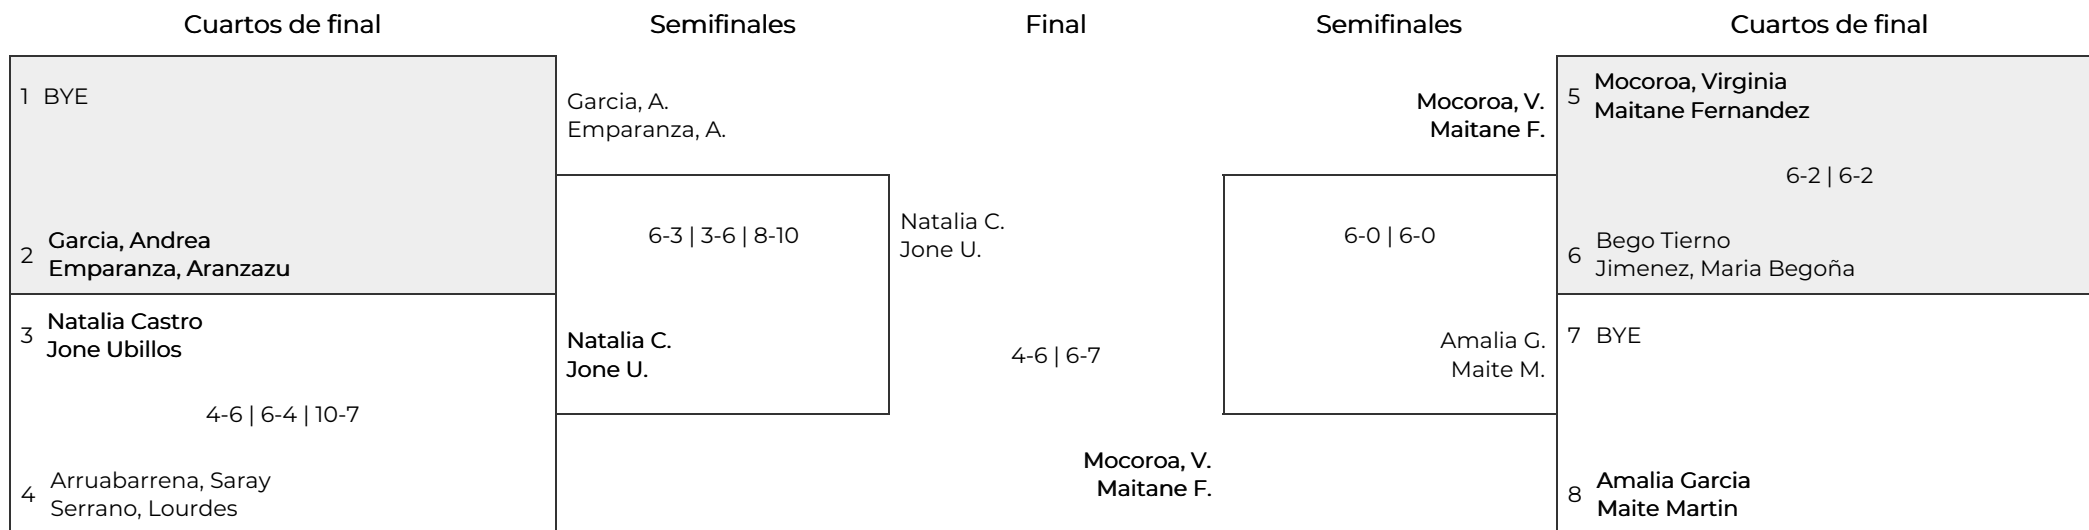 Cuartos de final
Semifinales
Final
Semifinales
Cuartos de final
1 BYE
2 Garcia, Andrea
Emparanza, Aranzazu
3 Natalia Castro
Jone Ubillos
4-6 | 6-4 | 10-7
4 Arruabarrena, Saray
Serrano, Lourdes
Garcia, A.
Emparanza, A.
6-3 | 3-6 | 8-10
Natalia C.
Jone U.
Natalia C.
Jone U.
4-6 | 6-7
Mocoroa, V.
Maitane F.
Mocoroa, V.
Maitane F.
6-0 | 6-0
Amalia G.
Maite M.
5 Mocoroa, Virginia
Maitane Fernandez
6-2 | 6-2
6 Bego Tierno
Jimenez, Maria Begoña
7 BYE
8 Amalia Garcia
Maite Martin